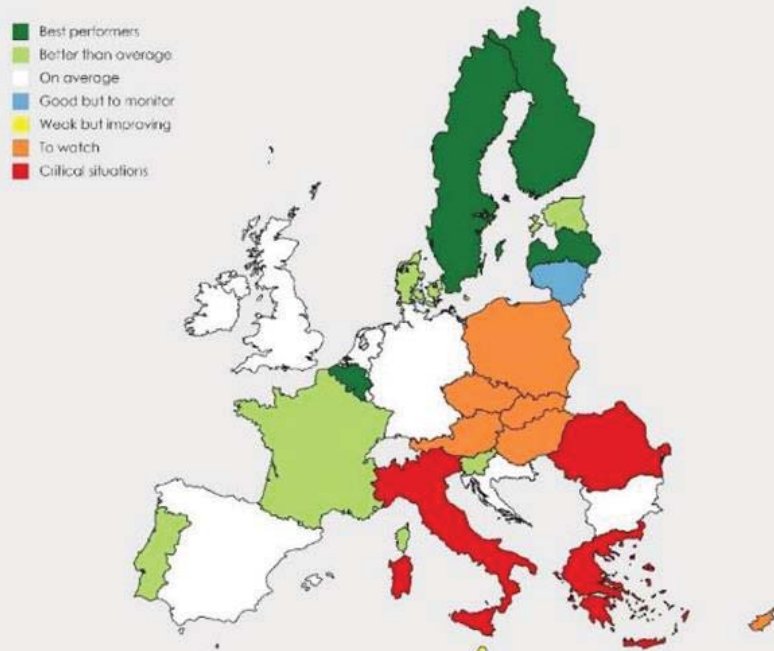 Best performers
Better than average
On average
Good but to monitor
Weak but improving
To watch
Critical situations